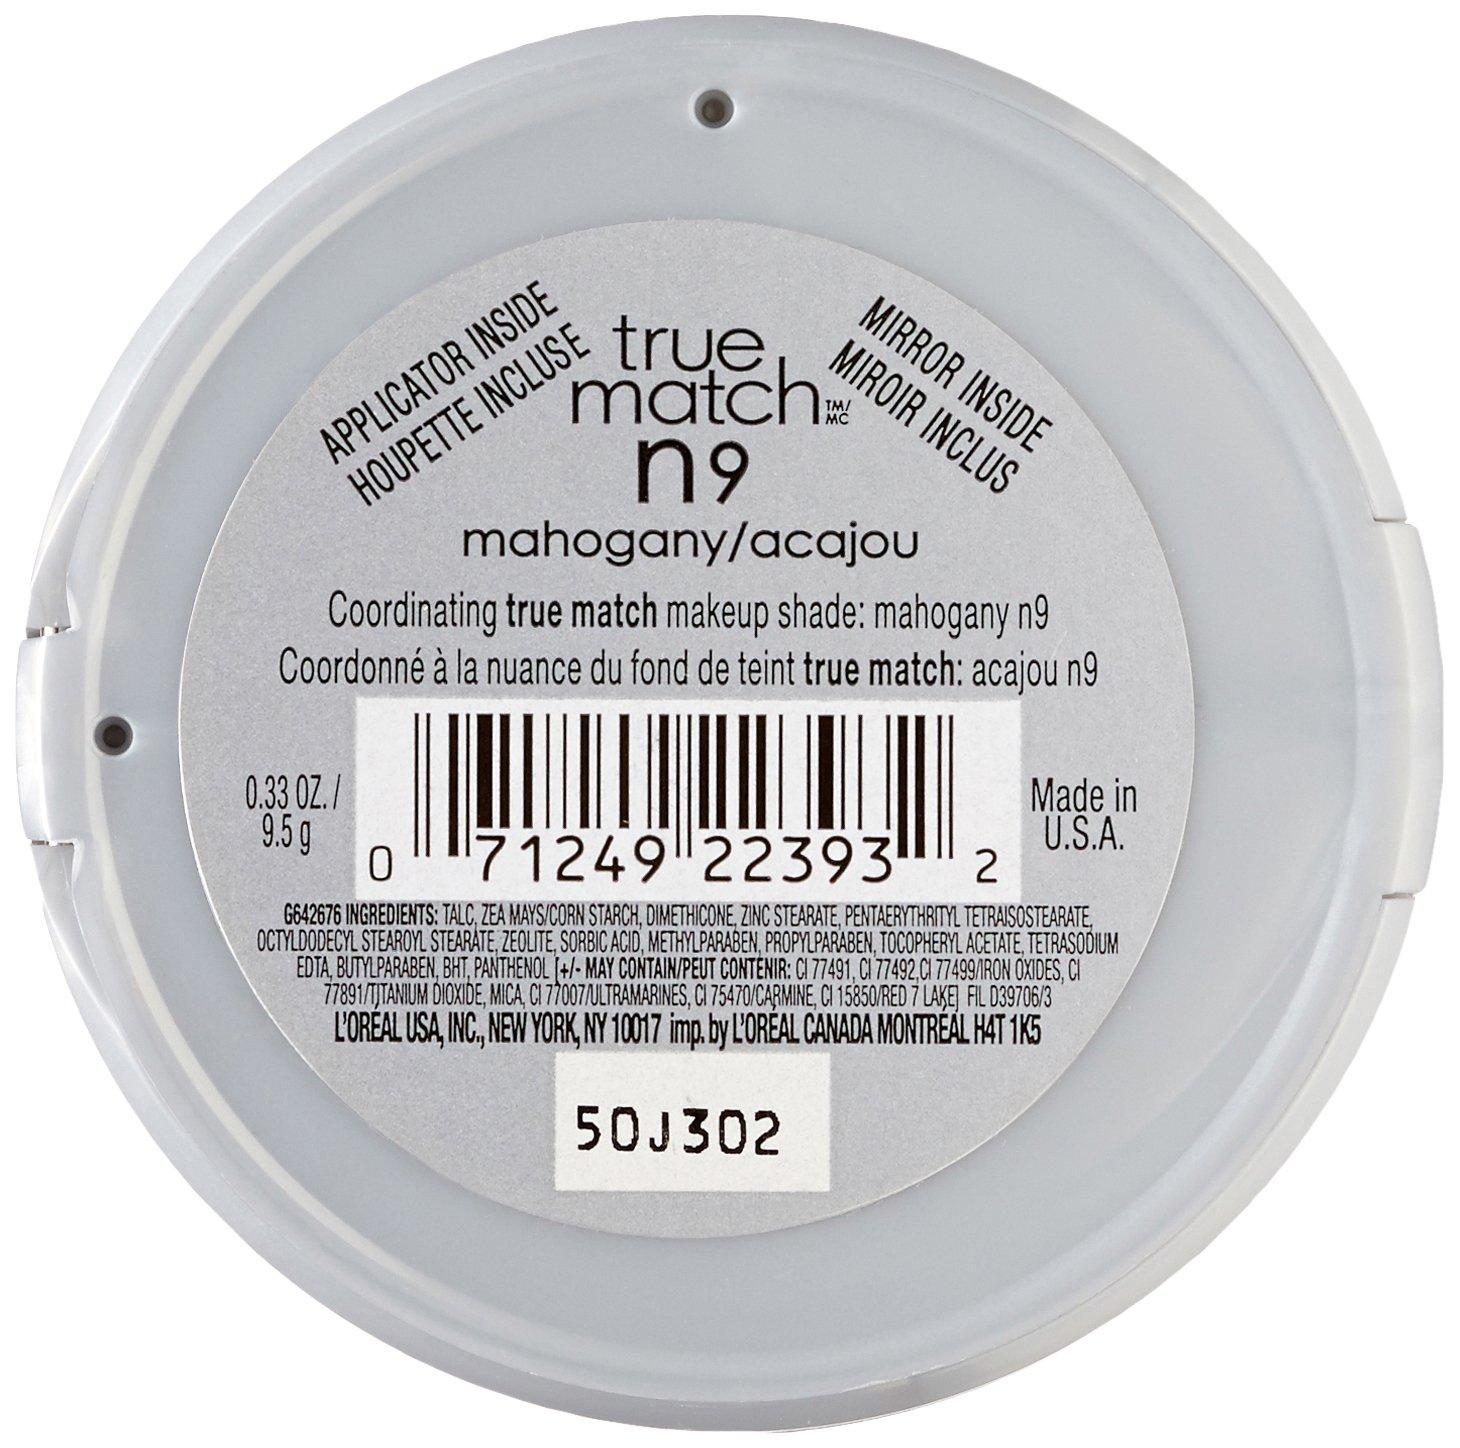 APPLICATOR INSIDE
HOUPETTE INCLUSE
true
match TM/
MC
MIRROR INSIDE
MIROIR INCLUS
n9
mahogany/acajou
Coordinating true match makeup shade: mahogany n9
Coordonné à la nuance du fond de teint true match: acajou n9
0.33 OZ./
9.5 g
0 71249 22393 2
Made in
U.S.A.
G642676 INGREDIENTS: TALC, ZEA MAYS/CORN STARCH, DIMETHICONE, ZINC STEARATE, PENTAERYTHRITYL TETRAISOSTEARATE,
OCTYLDODECYL STEAROYL STEARATE, ZEOLITE, SORBIC ACID, METHYLPARABEN, PROPYLPARABEN, TOCOPHERYL ACETATE, TETRASODIUM
EDTA, BUTYLPARABEN, BHT, PANTHENOL [+/- MAY CONTAIN/PEUT CONTENIR: CI 77491, CI 77492,CI 77499/IRON OXIDES, CI
77891/TITANIUM DIOXIDE, MICA, CI 77007/ULTRAMARINES, CI 75470/CARMINE, CI 15850/RED 7 LAKE] FIL D39706/3
L'ORÉAL USA, INC., NEW YORK, NY 10017 imp. by L'ORÉAL CANADA MONTRÉAL H4T 1K5
50J302